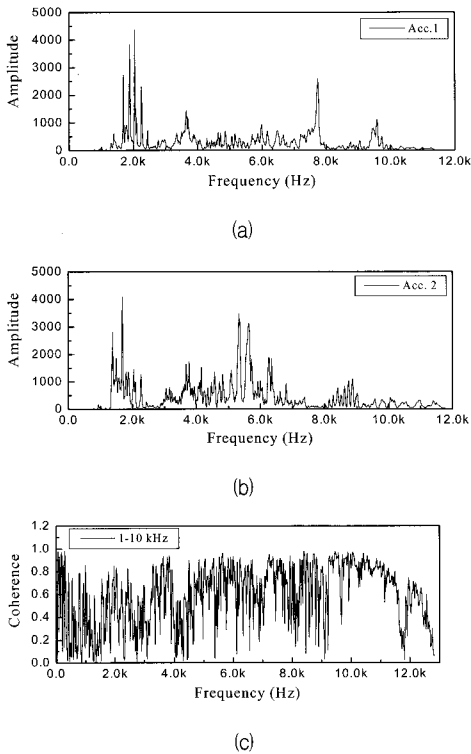 5000
4000
3000
2000
1000
0
Amplitude
Acc.1
0.0 2.0k 4.0k 6.0k 8.0k 10.0k 12.0k
Frequency (Hz)
(a)
5000
4000
3000
2000
1000
0
Amplitude
Acc. 2
0.0 2.0k 4.0k 6.0k 8.0k 10.0k 12.0k
Frequency (Hz)
(b)
1.2
1.0
0.8
0.6
0.4
0.2
0.0
Coherence
1-10 kHz
0.0 2.0k 4.0k 6.0k 8.0k 10.0k 12.0k
Frequency (Hz)
(c)